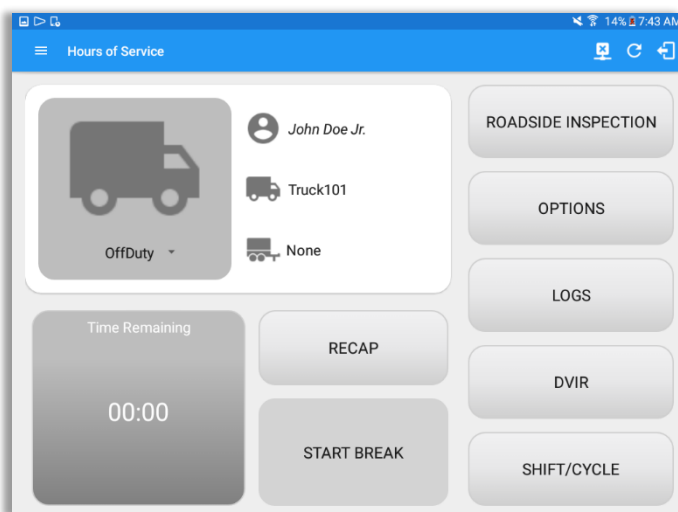 14% 7:43 AM
Hours of Service
John Doe Jr.
Truck101
None
OffDuty
ROADSIDE INSPECTION
OPTIONS
LOGS
DVIR
SHIFT/CYCLE
Time Remaining
00:00
RECAP
START BREAK